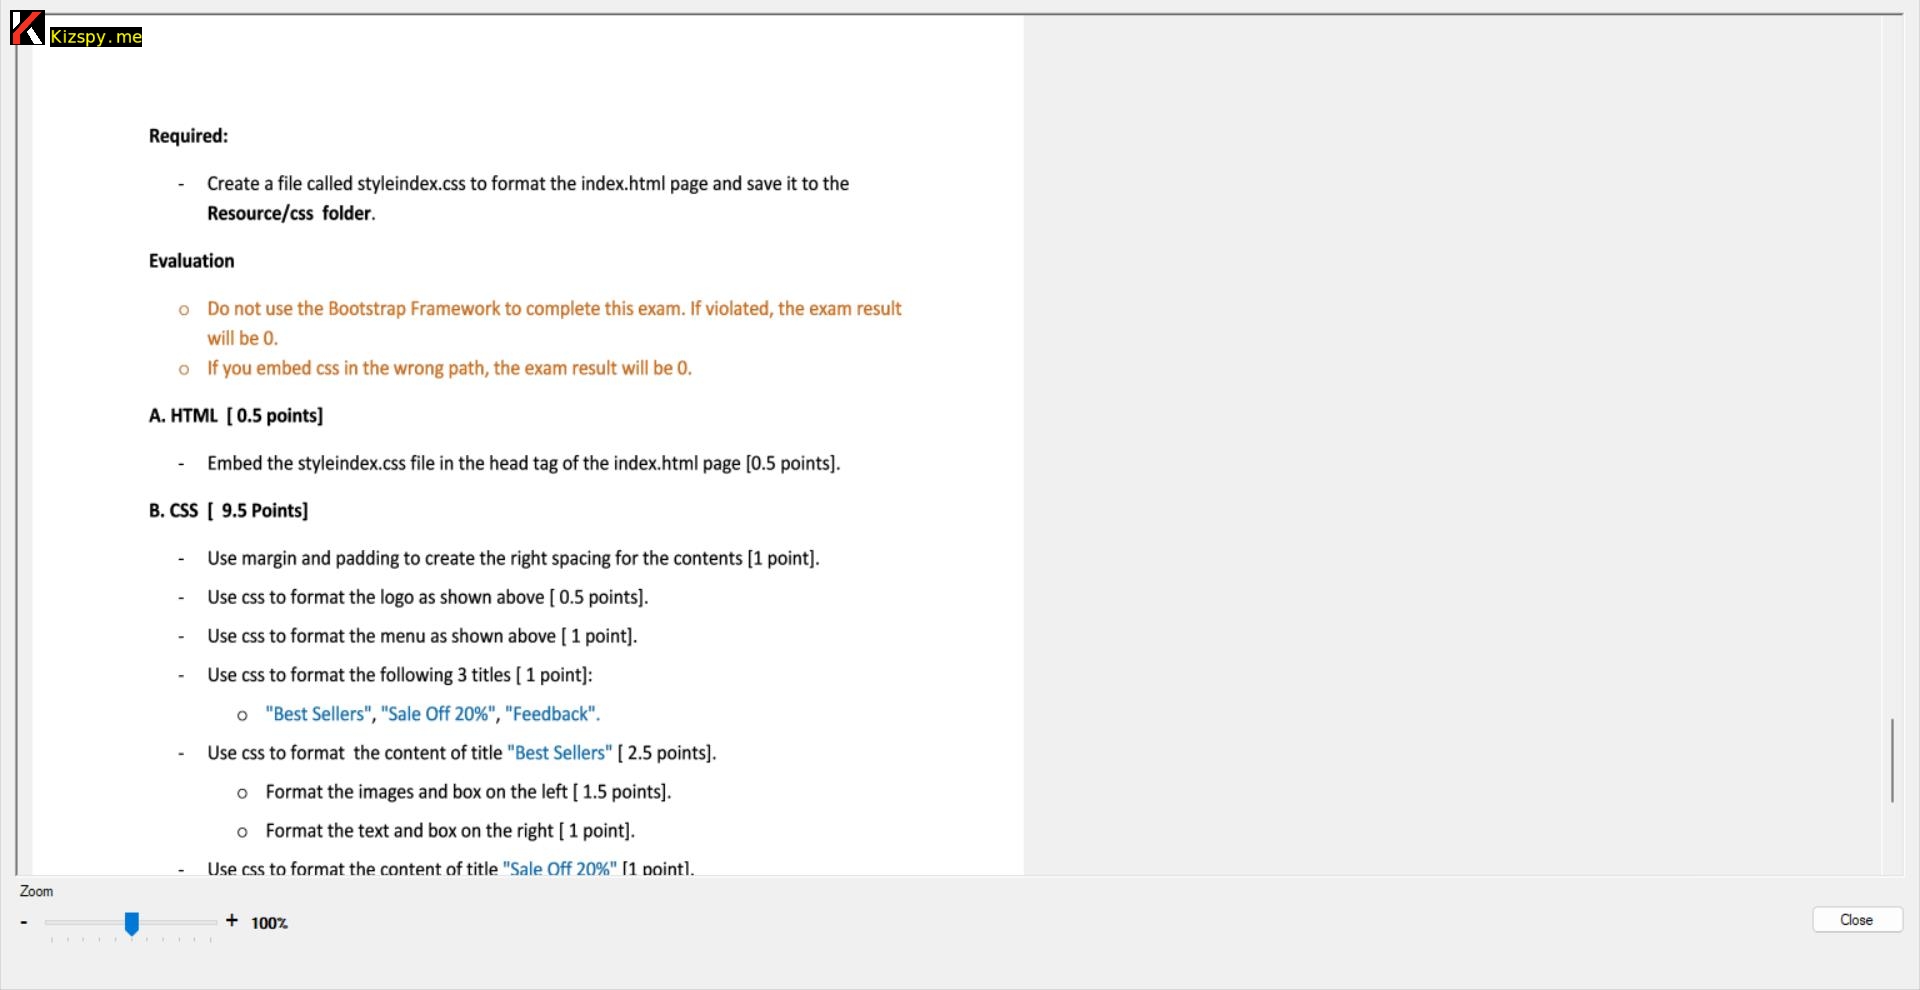 Kizspy.me
Required:
- Create a file called styleindex.css to format the index.html page and save it to the
Resource/css folder.
Evaluation
o Do not use the Bootstrap Framework to complete this exam. If violated, the exam result
will be 0.
o If you embed css in the wrong path, the exam result will be 0.
A. HTML [ 0.5 points]
- Embed the styleindex.css file in the head tag of the index.html page [0.5 points].
B. CSS [ 9.5 Points]
- Use margin and padding to create the right spacing for the contents [1 point].
- Use css to format the logo as shown above [ 0.5 points].
- Use css to format the menu as shown above [ 1 point].
- Use css to format the following 3 titles [ 1 point]:
o "Best Sellers", "Sale Off 20%", "Feedback".
- Use css to format the content of title "Best Sellers" [ 2.5 points].
o Format the images and box on the left [ 1.5 points].
o Format the text and box on the right [ 1 point].
- Use css to format the content of title "Sale Off 20%" [1 point].
Zoom
- + 100%
Close